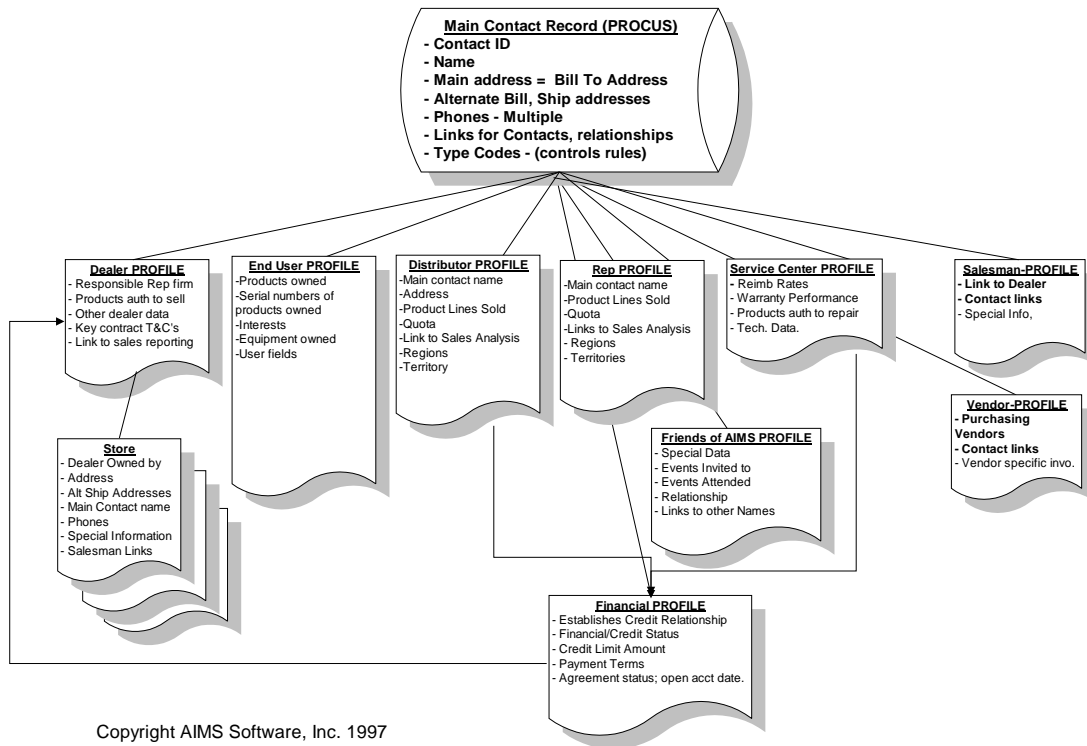 Main Contact Record (PROCUS)
- Contact ID
- Name
- Main address = Bill To Address
- Alternate Bill, Ship addresses
- Phones - Multiple
- Links for Contacts, relationships
- Type Codes - (controls rules)
Dealer PROFILE
- Responsible Rep firm
- Products auth to sell
- Other dealer data
- Key contract T&C's
- Link to sales reporting
End User PROFILE
-Products owned
-Serial numbers of
products owned
-Interests
-Equipment owned
-User fields
Distributor PROFILE
-Main contact name
-Address
-Product Lines Sold
-Quota
-Link to Sales Analysis
-Regions
-Territory
Rep PROFILE
-Main contact name
-Product Lines Sold
-Quota
-Links to Sales Analysis
- Regions
- Territories
Service Center PROFILE
- Reimb Rates
- Warranty Performance
- Products auth to repair
- Tech. Data.
Salesman-PROFILE
- Link to Dealer
- Contact links
- Special Info,
Vendor-PROFILE
- Purchasing
Vendors
- Contact links
- Vendor specific invo.
Store
- Dealer Owned by
- Address
- Alt Ship Addresses
- Main Contact name
- Phones
- Special Information
- Salesman Links
Friends of AIMS PROFILE
- Special Data
- Events Invited to
- Events Attended
- Relationship
- Links to other Names
Financial PROFILE
- Establishes Credit Relationship
- Financial/Credit Status
- Credit Limit Amount
- Payment Terms
- Agreement status; open acct date.
Copyright AIMS Software, Inc. 1997